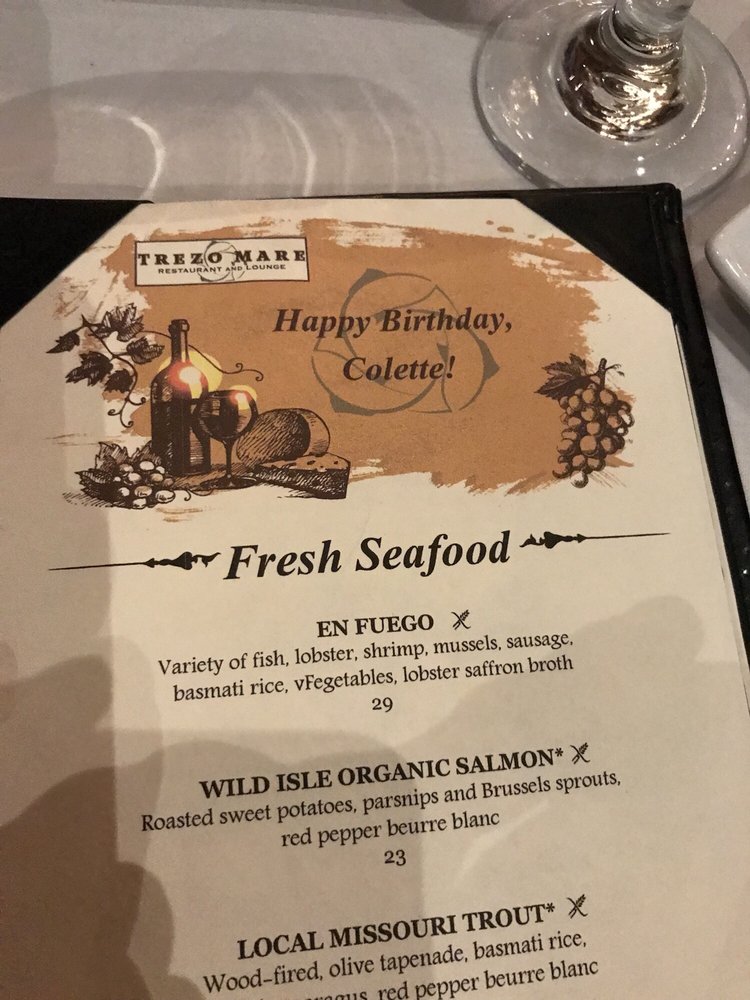 TREZO MARE
RESTAURANT AND LOUNGE
Happy Birthday,
Colette!
Fresh Seafood
EN FUEGO
Variety of fish, lobster, shrimp, mussels, sausage,
basmati rice, vFegetables, lobster saffron broth
29
WILD ISLE ORGANIC SALMON*
Roasted sweet potatoes, parsnips and Brussels sprouts,
red pepper beurre blanc
23
LOCAL MISSOURI TROUT*
Wood-fired, olive tapenade, basmati rice,
red pepper beurre blanc